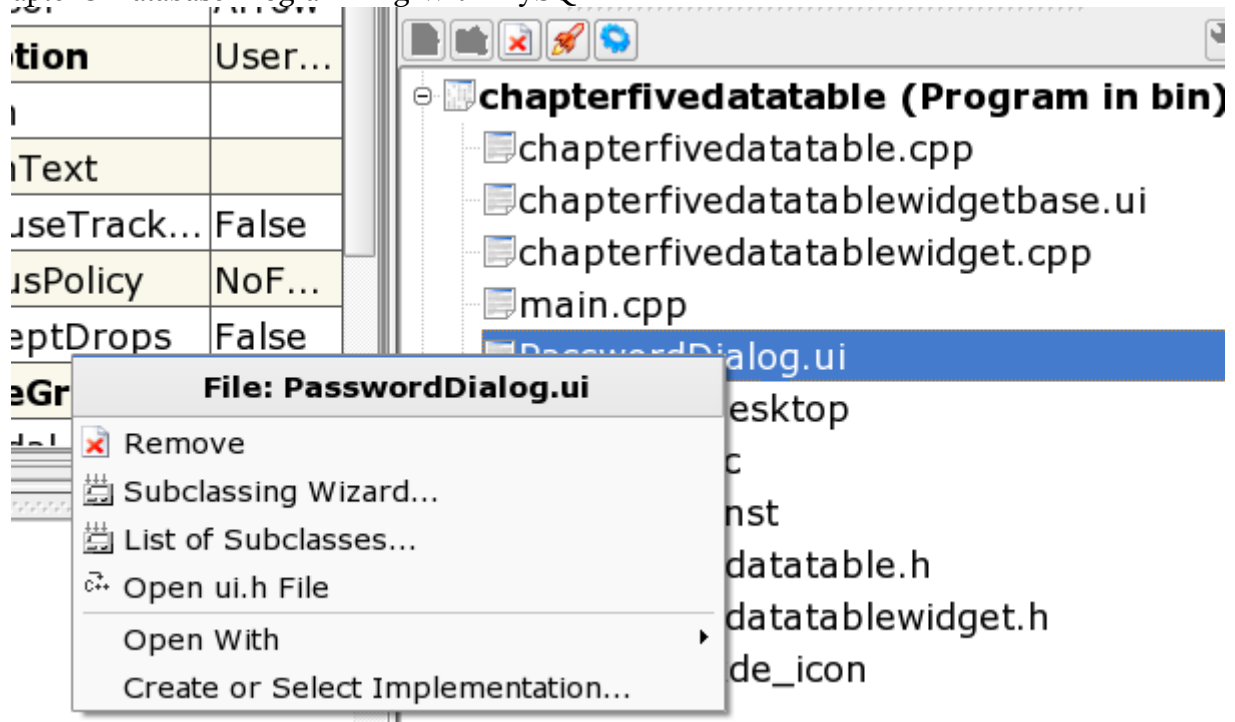 tion User...
chapterfivedatatable (Program in bin)
chapterfivedatatable.cpp
nText
chapterfivedatatablewidgetbase.ui
useTrack... False
chapterfivedatatablewidget.cpp
usPolicy NoF...
main.cpp
eptDrops False
PasswordDialog.ui
eGr
File: PasswordDialog.ui
esktop
Remove
c
Subclassing Wizard...
nst
List of Subclasses...
datatable.h
Open ui.h File
datatablewidget.h
Open With
de_icon
Create or Select Implementation...